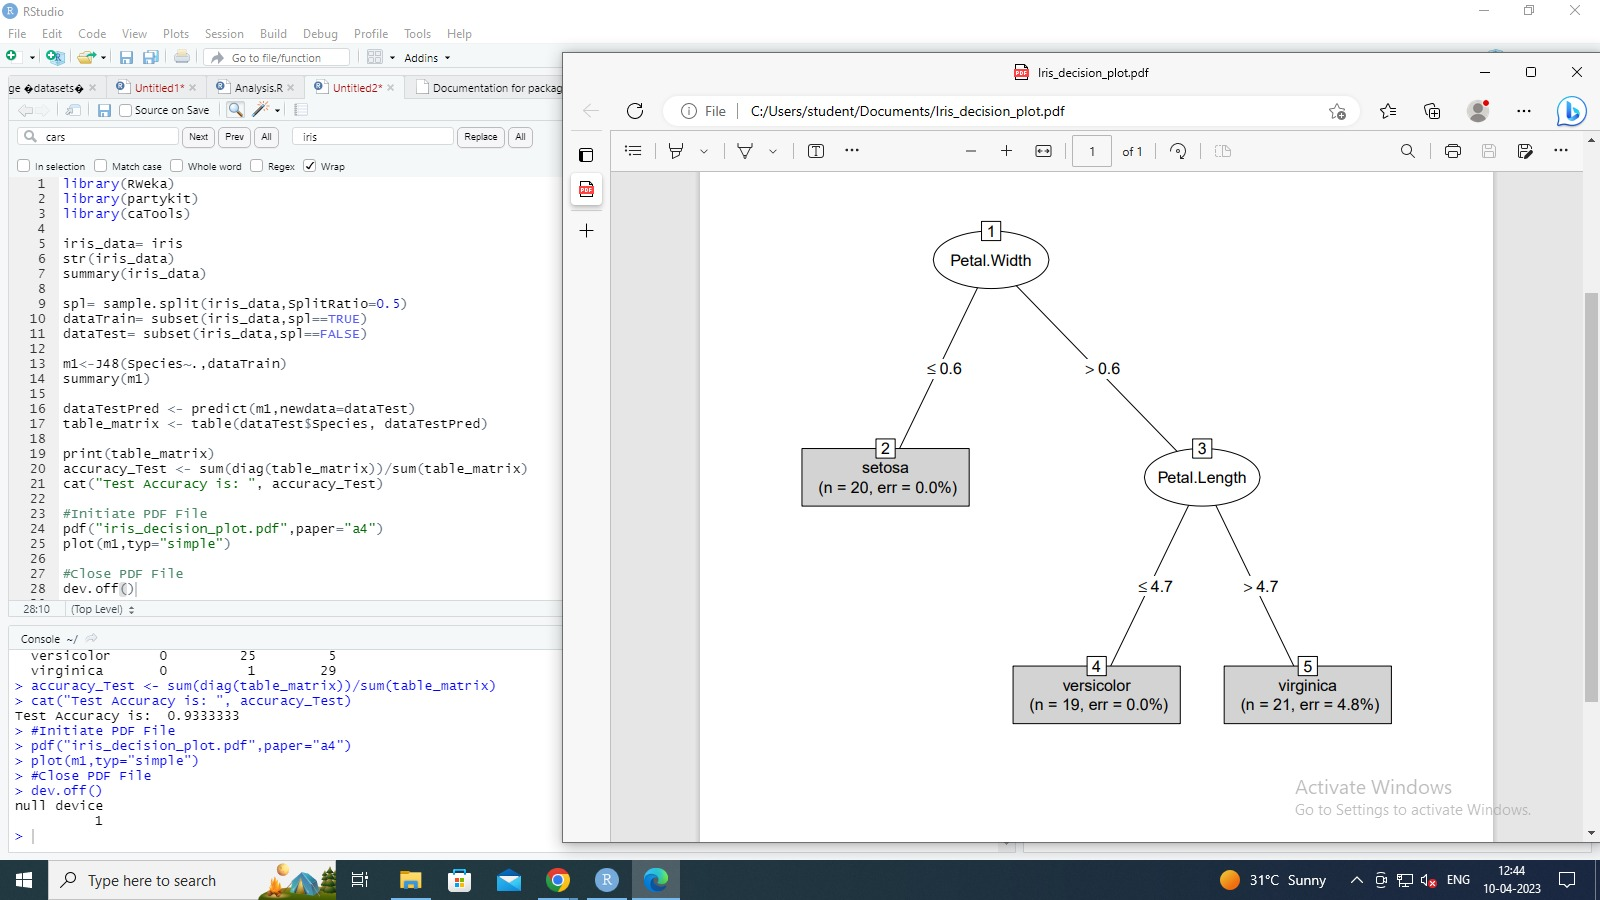 RStudio
File Edit Code View Plots Session Build Debug Profile Tools Help
Go to file/function Addins
ge �datasets� Untitled1* Analysis.R Untitled2* Documentation for packag
Source on Save
cars Next Prev All iris Replace All
In selection Match case Whole word Regex Wrap
1 library(RWeka)
2 library(partykit)
3 library(caTools)
4
5 iris_data= iris
6 str(iris_data)
7 summary(iris_data)
8
9 spl= sample.split(iris_data,SplitRatio=0.5)
10 dataTrain= subset(iris_data,spl==TRUE)
11 dataTest= subset(iris_data,spl==FALSE)
12
13 m1<-J48(Species~.,dataTrain)
14 summary(m1)
15
16 dataTestPred <- predict(m1,newdata=dataTest)
17 table_matrix <- table(dataTest$Species, dataTestPred)
18
19 print(table_matrix)
20 accuracy_Test <- sum(diag(table_matrix))/sum(table_matrix)
21 cat("Test Accuracy is: ", accuracy_Test)
22
23 #Initiate PDF File
24 pdf("iris_decision_plot.pdf",paper="a4")
25 plot(m1,typ="simple")
26
27 #Close PDF File
28 dev.off()
28:10 (Top Level)
Console ~/
versicolor 0 25 5
virginica 0 1 29
> accuracy_Test <- sum(diag(table_matrix))/sum(table_matrix)
> cat("Test Accuracy is: ", accuracy_Test)
Test Accuracy is: 0.9333333
> #Initiate PDF File
> pdf("iris_decision_plot.pdf",paper="a4")
> plot(m1,typ="simple")
> #Close PDF File
> dev.off()
null device
1
>
Iris_decision_plot.pdf
File C:/Users/student/Documents/Iris_decision_plot.pdf
1 of 1
1
Petal.Width
≤ 0.6 > 0.6
2
setosa
(n = 20, err = 0.0%)
3
Petal.Length
≤ 4.7 > 4.7
4
versicolor
(n = 19, err = 0.0%)
5
virginica
(n = 21, err = 4.8%)
Activate Windows
Go to Settings to activate Windows.
Type here to search
31°C Sunny
ENG
12:44
10-04-2023